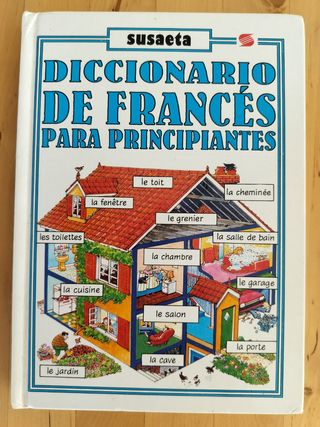 susaeta
DICCIONARIO
DE FRANCÉS
PARA PRINCIPIANTES
le toit
la cheminée
la fenêtre
le grenier
les toilettes
la salle de bain
la chambre
la cuisine
le garage
le salon
la porte
la cave
le jardin